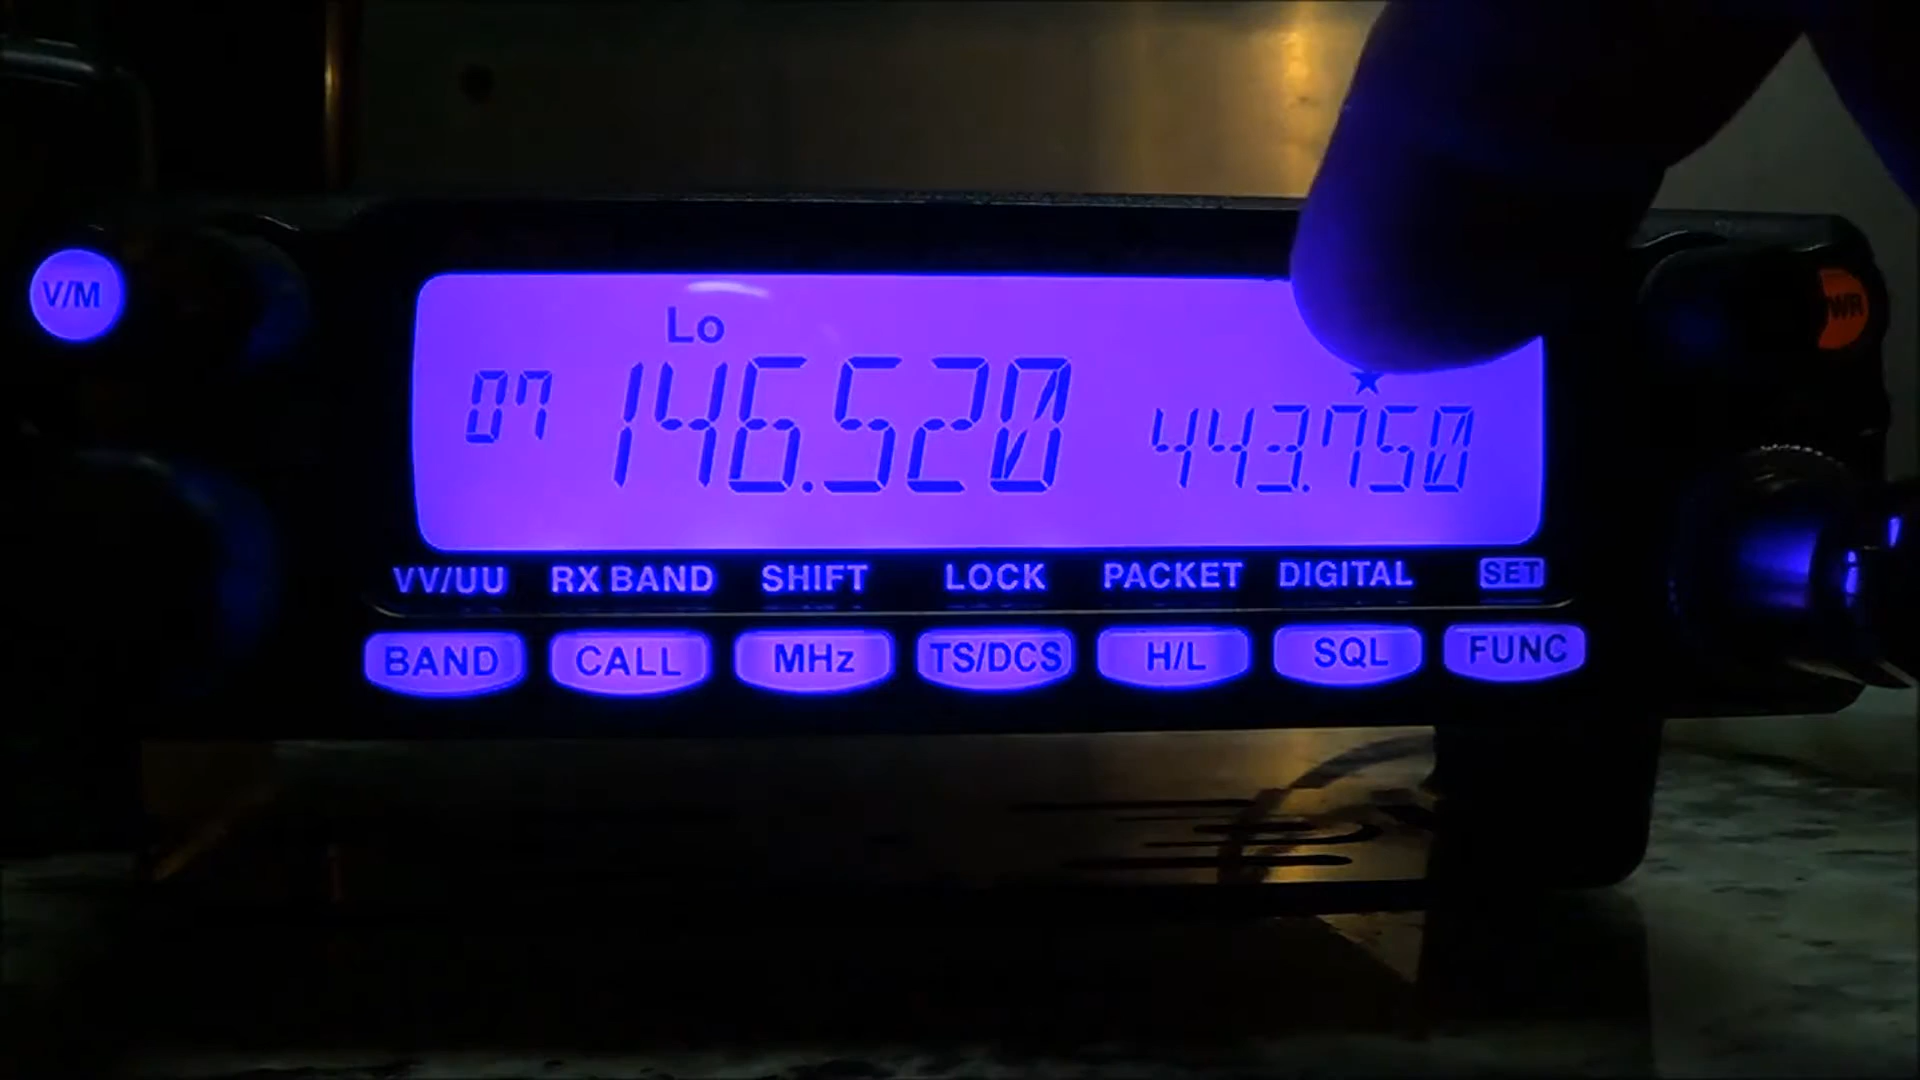 V/M
Lo
07 146.520 443.750
VV/UU RX BAND SHIFT LOCK PACKET DIGITAL SET
BAND CALL MHz TS/DCS H/L SQL FUNC